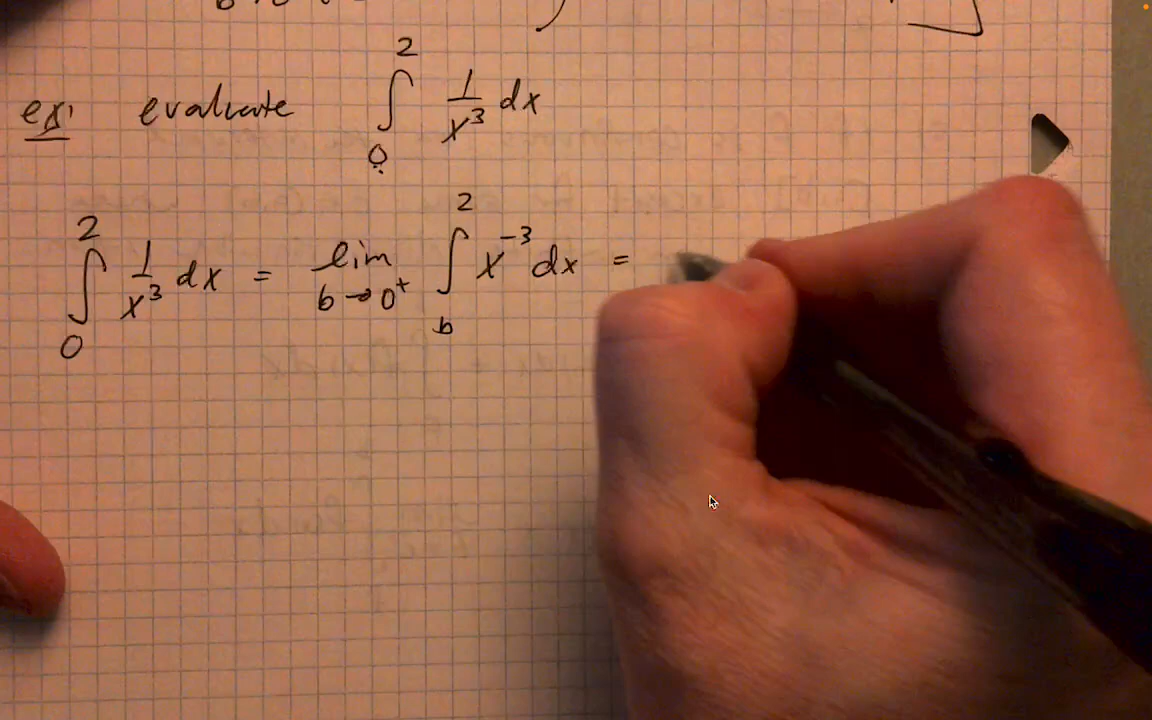 ex: evaluate ∫₀² 1/x³ dx
∫₀² 1/x³ dx = lim b→0⁺ ∫_b² x⁻³ dx =